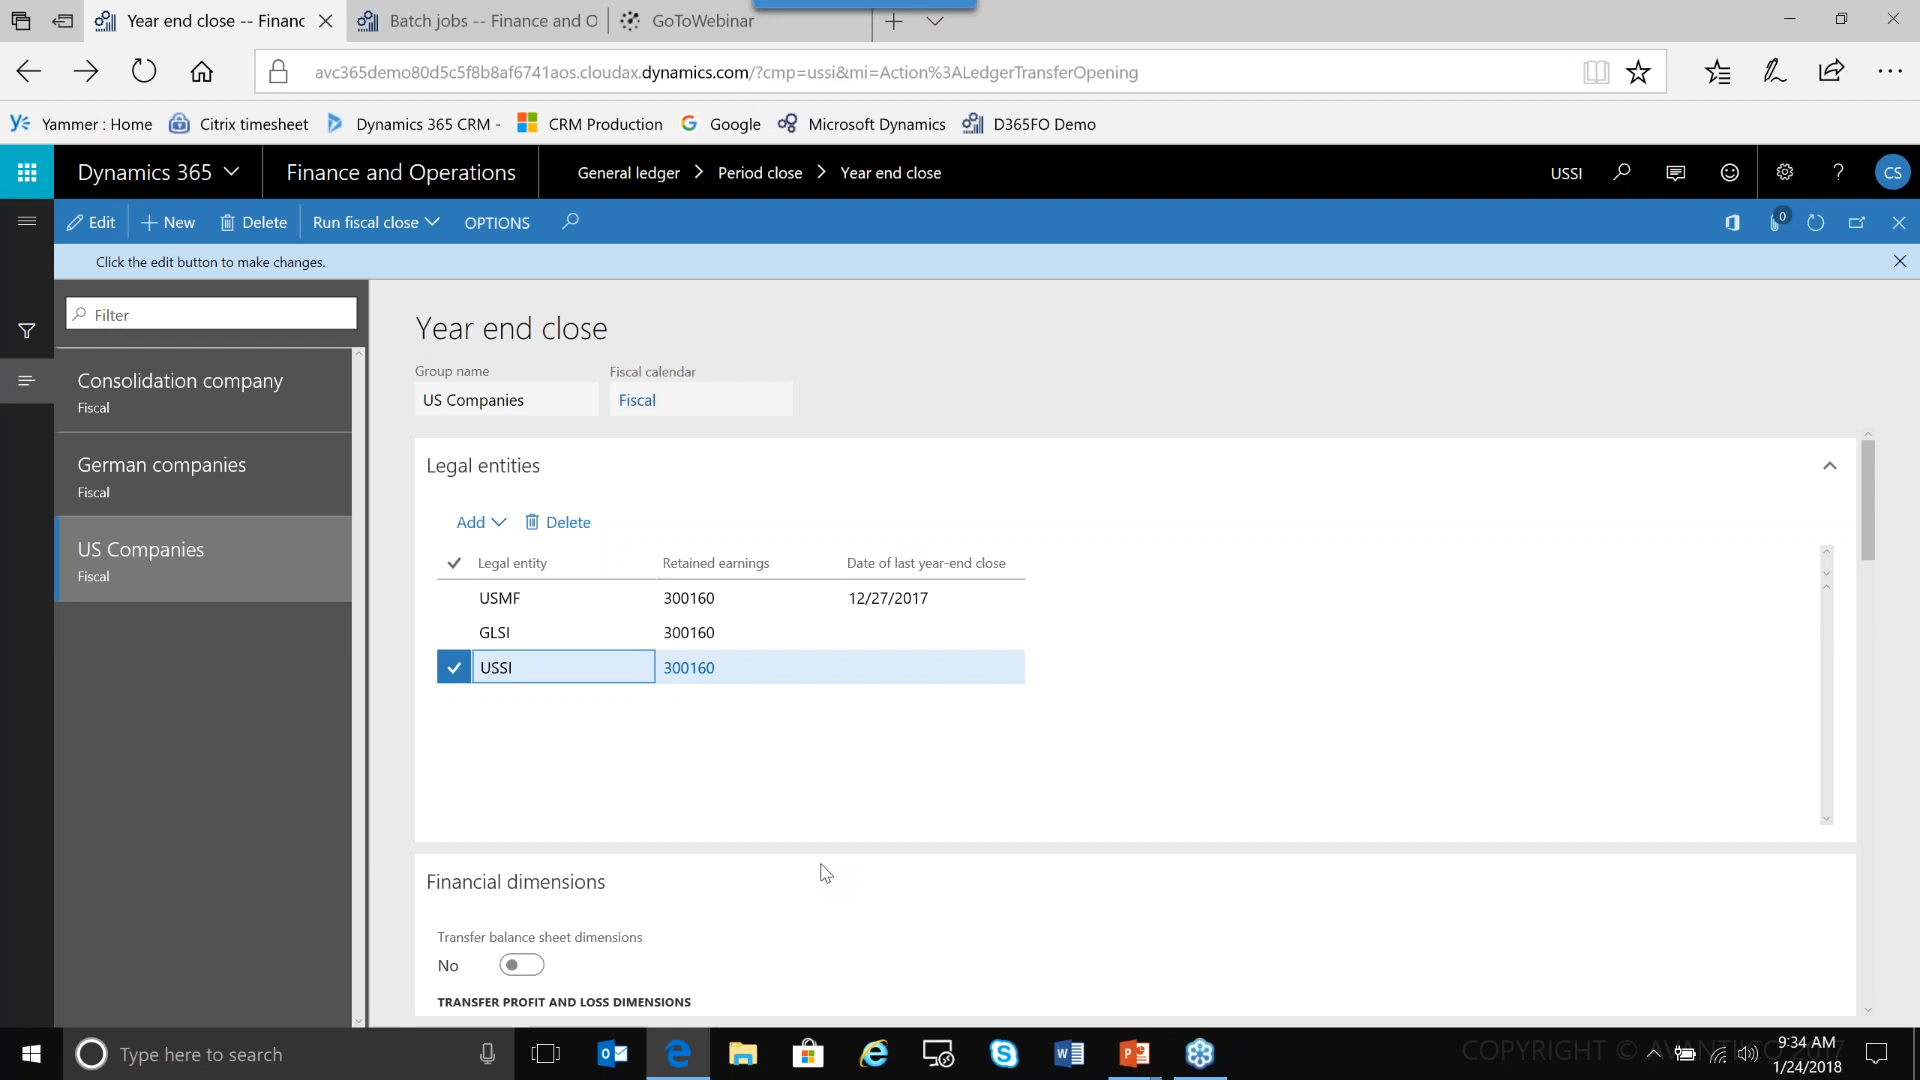 Year end close -- Financ
Batch jobs -- Finance and O
GoToWebinar
avc365demo80d5c5f8b8af6741aos.cloudax.dynamics.com/?cmp=ussi&mi=Action%3ALedgerTransferOpening
Yammer : Home
Citrix timesheet
Dynamics 365 CRM -
CRM Production
Google
Microsoft Dynamics
D365FO Demo
Dynamics 365
Finance and Operations
General ledger > Period close > Year end close
USSI
?
CS
Edit
New
Delete
Run fiscal close
OPTIONS
0
Click the edit button to make changes.
Filter
Consolidation company
Fiscal
German companies
Fiscal
US Companies
Fiscal
Year end close
Group name
Fiscal calendar
US Companies
Fiscal
Legal entities
Add
Delete
Legal entity
Retained earnings
Date of last year-end close
USMF
300160
12/27/2017
GLSI
300160
USSI
300160
Financial dimensions
Transfer balance sheet dimensions
No
TRANSFER PROFIT AND LOSS DIMENSIONS
Type here to search
COPYRIGHT © AVANTIICO 2017
9:34 AM
1/24/2018